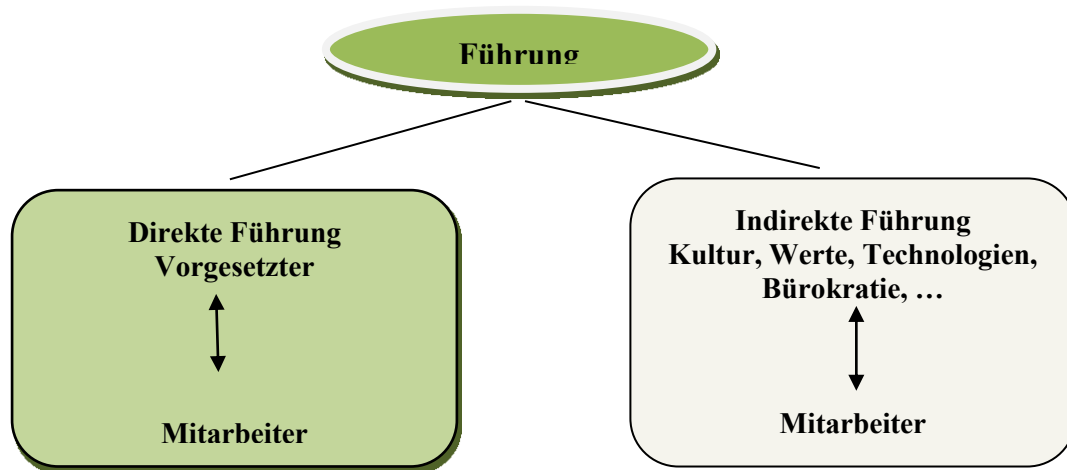 Führung
Direkte Führung
Vorgesetzter
Mitarbeiter
Indirekte Führung
Kultur, Werte, Technologien,
Bürokratie, …
Mitarbeiter